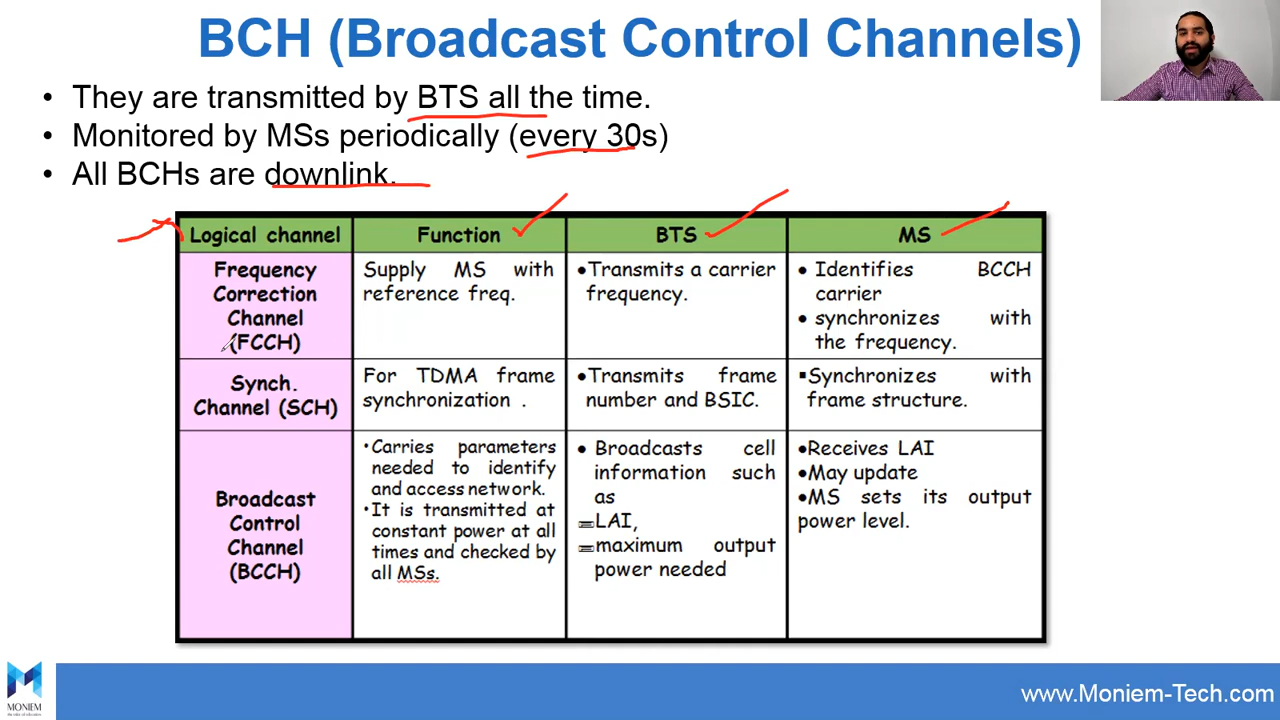 BCH (Broadcast Control Channels)
• They are transmitted by BTS all the time.
• Monitored by MSs periodically (every 30s)
• All BCHs are downlink.
Logical channel
Function
BTS
MS
Frequency
Correction
Channel
(FCCH)
Supply MS with
reference freq.
•Transmits a carrier
frequency.
• Identifies BCCH
carrier
• synchronizes with
the frequency.
Synch.
Channel (SCH)
For TDMA frame
synchronization .
•Transmits frame
number and BSIC.
▪Synchronizes with
frame structure.
Broadcast
Control
Channel
(BCCH)
•Carries parameters
needed to identify
and access network.
•It is transmitted at
constant power at all
times and checked by
all MSs.
• Broadcasts cell
information such
as
LAI,
maximum output
power needed
•Receives LAI
•May update
•MS sets its output
power level.
MONIEM
www.Moniem-Tech.com